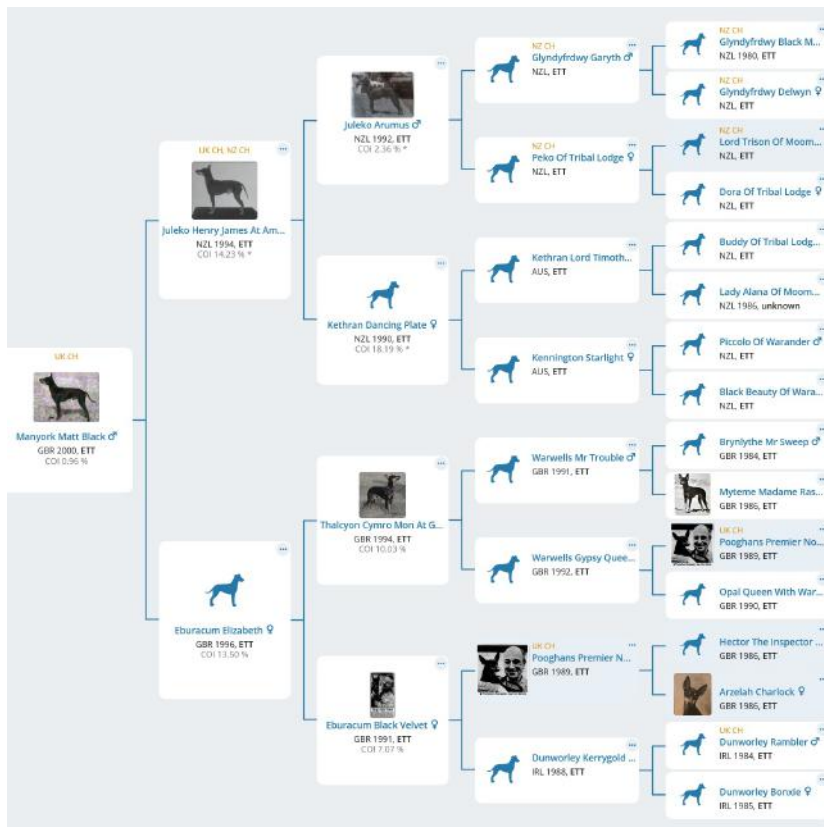 UK CH
Manyork Matt Black ♂
GBR 2000, ETT
COI 0.96 %
UK CH, NZ CH
Juleko Henry James At Am...
NZL 1994, ETT
COI 14.23 % *
Eburacum Elizabeth ♀
GBR 1996, ETT
COI 13.50 %
Juleko Arumus ♂
NZL 1992, ETT
COI 2.36 % *
Kethran Dancing Plate ♀
NZL 1990, ETT
COI 18.19 % *
Thalcyon Cymro Mon At G...
GBR 1994, ETT
COI 10.03 %
Eburacum Black Velvet ♀
GBR 1991, ETT
COI 7.07 %
NZ CH
Glyndyfrdwy Garyth ♂
NZL, ETT
NZ CH
Peko Of Tribal Lodge ♀
NZL, ETT
Kethran Lord Timoth...
AUS, ETT
Kennington Starlight ♀
AUS, ETT
Warwells Mr Trouble ♂
GBR 1991, ETT
Warwells Gypsy Quee...
GBR 1992, ETT
UK CH
Pooghans Premier N...
GBR 1989, ETT
Dunworley Kerrygold ...
IRL 1988, ETT
NZ CH
Glyndyfrdwy Black M...
NZL 1980, ETT
NZ CH
Glyndyfrdwy Delwyn ♀
NZL, ETT
NZ CH
Lord Trison Of Moom...
NZL, ETT
Dora Of Tribal Lodge ♀
NZL, ETT
Buddy Of Tribal Lodg...
NZL, ETT
Lady Alana Of Moom...
NZL 1986, unknown
Piccolo Of Warander ♂
NZL, ETT
Black Beauty Of Wara...
NZL, ETT
Brynlythe Mr Sweep ♂
GBR 1984, ETT
Myteme Madame Ras...
GBR 1986, ETT
UK CH
Pooghans Premier No...
GBR 1989, ETT
Opal Queen With War...
GBR 1990, ETT
Hector The Inspector ...
GBR 1986, ETT
Arzelah Charlock ♀
GBR 1986, ETT
UK CH
Dunworley Rambler ♂
IRL 1984, ETT
Dunworley Bonxie ♀
IRL 1985, ETT